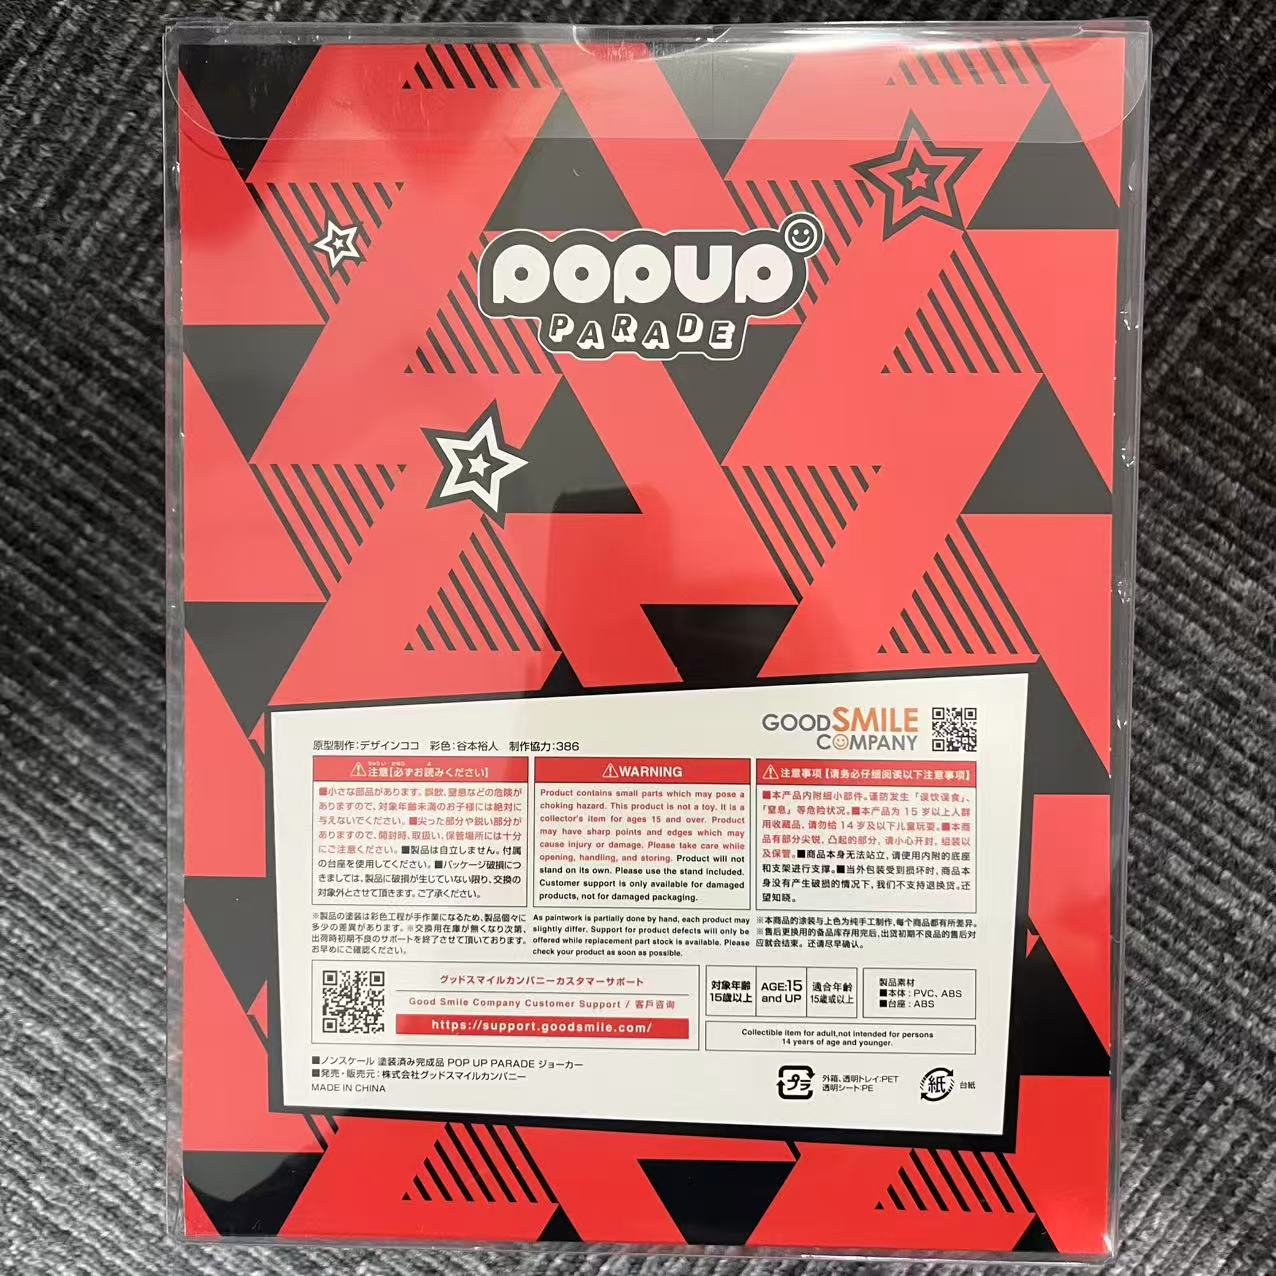 POPUP
PARADE
GOODSMILE
COMPANY
原型制作:デザインココ 彩色:谷本裕人 制作協力:386
注意【必ずお読みください】
■小さな部品があります。誤飲、窒息などの危険が
ありますので、対象年齢未満のお子様には絶対に
与えないでください。■尖った部分や鋭い部分が
ありますので、開封時、取扱い、保管場所には十分
にご注意ください。■製品は自立しません。付属
の台座を使用してください。■パッケージ破損につ
きましては、製品に破損が生じていない限り、交換の
対象外とさせて頂きます。ご了承ください。
※製品の塗装は彩色工程が手作業になるため、製品個々に
多少の差異があります。※交換用在庫が無くなり次第、
出荷時初期不良のサポートを終了させて頂いております。
お早めにご確認ください。
WARNING
Product contains small parts which may pose a
choking hazard. This product is not a toy. It is a
collector's item for ages 15 and over. Product
may have sharp points and edges which may
cause injury or damage. Please take care while
opening, handling, and storing. Product will not
stand on its own. Please use the stand included.
Customer support is only available for damaged
products, not for damaged packaging.
As paintwork is partially done by hand, each product may
slightly differ. Support for product defects will only be
offered while replacement part stock is available. Please
check your product as soon as possible.
注意事项【请务必仔细阅读以下注意事项】
■本产品内附细小部件。谨防发生「误饮误食」、
「窒息」等危险状况。■本产品为 15 岁以上人群
用收藏品，请勿给 14 岁及以下儿童玩耍。■本商
品有部分尖锐、凸起的部分，请小心开封，组装以
及保管。■商品本身无法站立，请使用内附的底座
和支架进行支撑。■当外包装受到损坏时，商品本
身没有产生破损的情况下，我们不支持退换货。还
望知晓。
※本商品的涂装与上色为纯手工制作，每个商品都有所差异。
※售后更换用的备品库存用完后，出货初期不良品的售后对
应就会结束。还请尽早确认。
グッドスマイルカンパニーカスタマーサポート
Good Smile Company Customer Support / 客戶咨询
https://support.goodsmile.com/
対象年齢
15歳以上
AGE:15
and UP
適合年齡
15歲或以上
製品素材
■本体:PVC、ABS
■台座:ABS
Collectible item for adult,not intended for persons
14 years of age and younger.
■ノンスケール 塗装済み完成品 POP UP PARADE ジョーカー
■発売・販売元:株式会社グッドスマイルカンパニー
MADE IN CHINA
プラ
外箱、透明トレイ:PET
透明シート:PE
紙
台紙